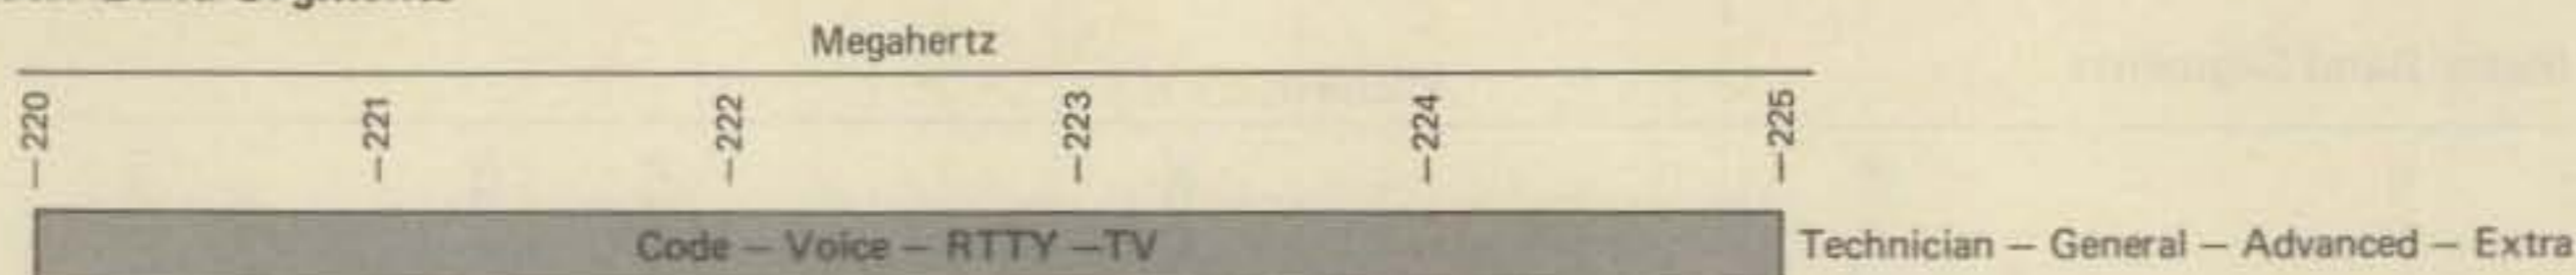 Megahertz
—220 —221 —222 —223 —224 —225
Code — Voice — RTTY —TV
Technician — General — Advanced — Extra